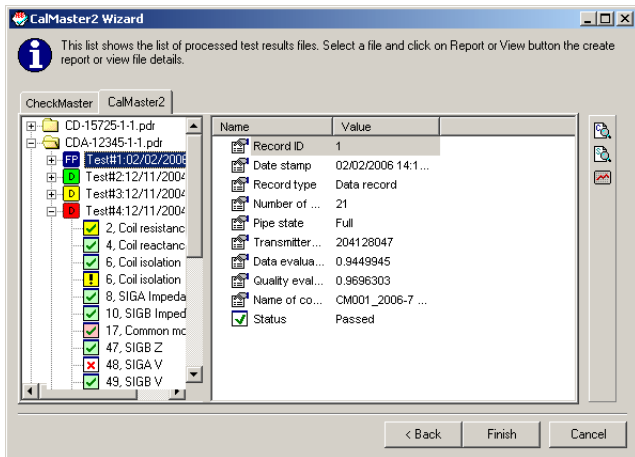 CalMaster2 Wizard
This list shows the list of processed test results files. Select a file and click on Report or View button the create
report or view file details.
CheckMaster CalMaster2
CD-15725-1-1.pdr
CDA-12345-1-1.pdr
FP Test#1:02/02/2006
D Test#2:12/11/2004
D Test#3:12/11/2004
D Test#4:12/11/2004
2, Coil resistanc
4, Coil reactanc
6, Coil isolation
6, Coil isolation
8, SIGA Impeda
10, SIGB Imped
17, Common mo
47, SIGB Z
48, SIGA V
49, SIGB V
Name Value
Record ID 1
Date stamp 02/02/2006 14:1...
Record type Data record
Number of ... 21
Pipe state Full
Transmitter... 204128047
Data evalua... 0.9449945
Quality eval... 0.9696303
Name of co... CM001_2006-7 ...
Status Passed
< Back Finish Cancel